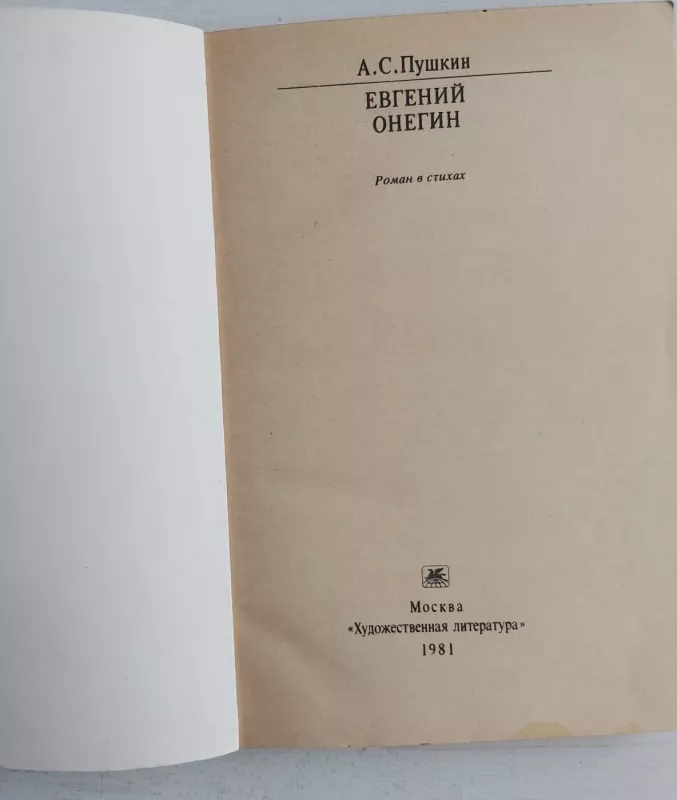 А.С.Пушкин
ЕВГЕНИЙ
ОНЕГИН
Роман в стихах
Москва
«Художественная литература»
1981